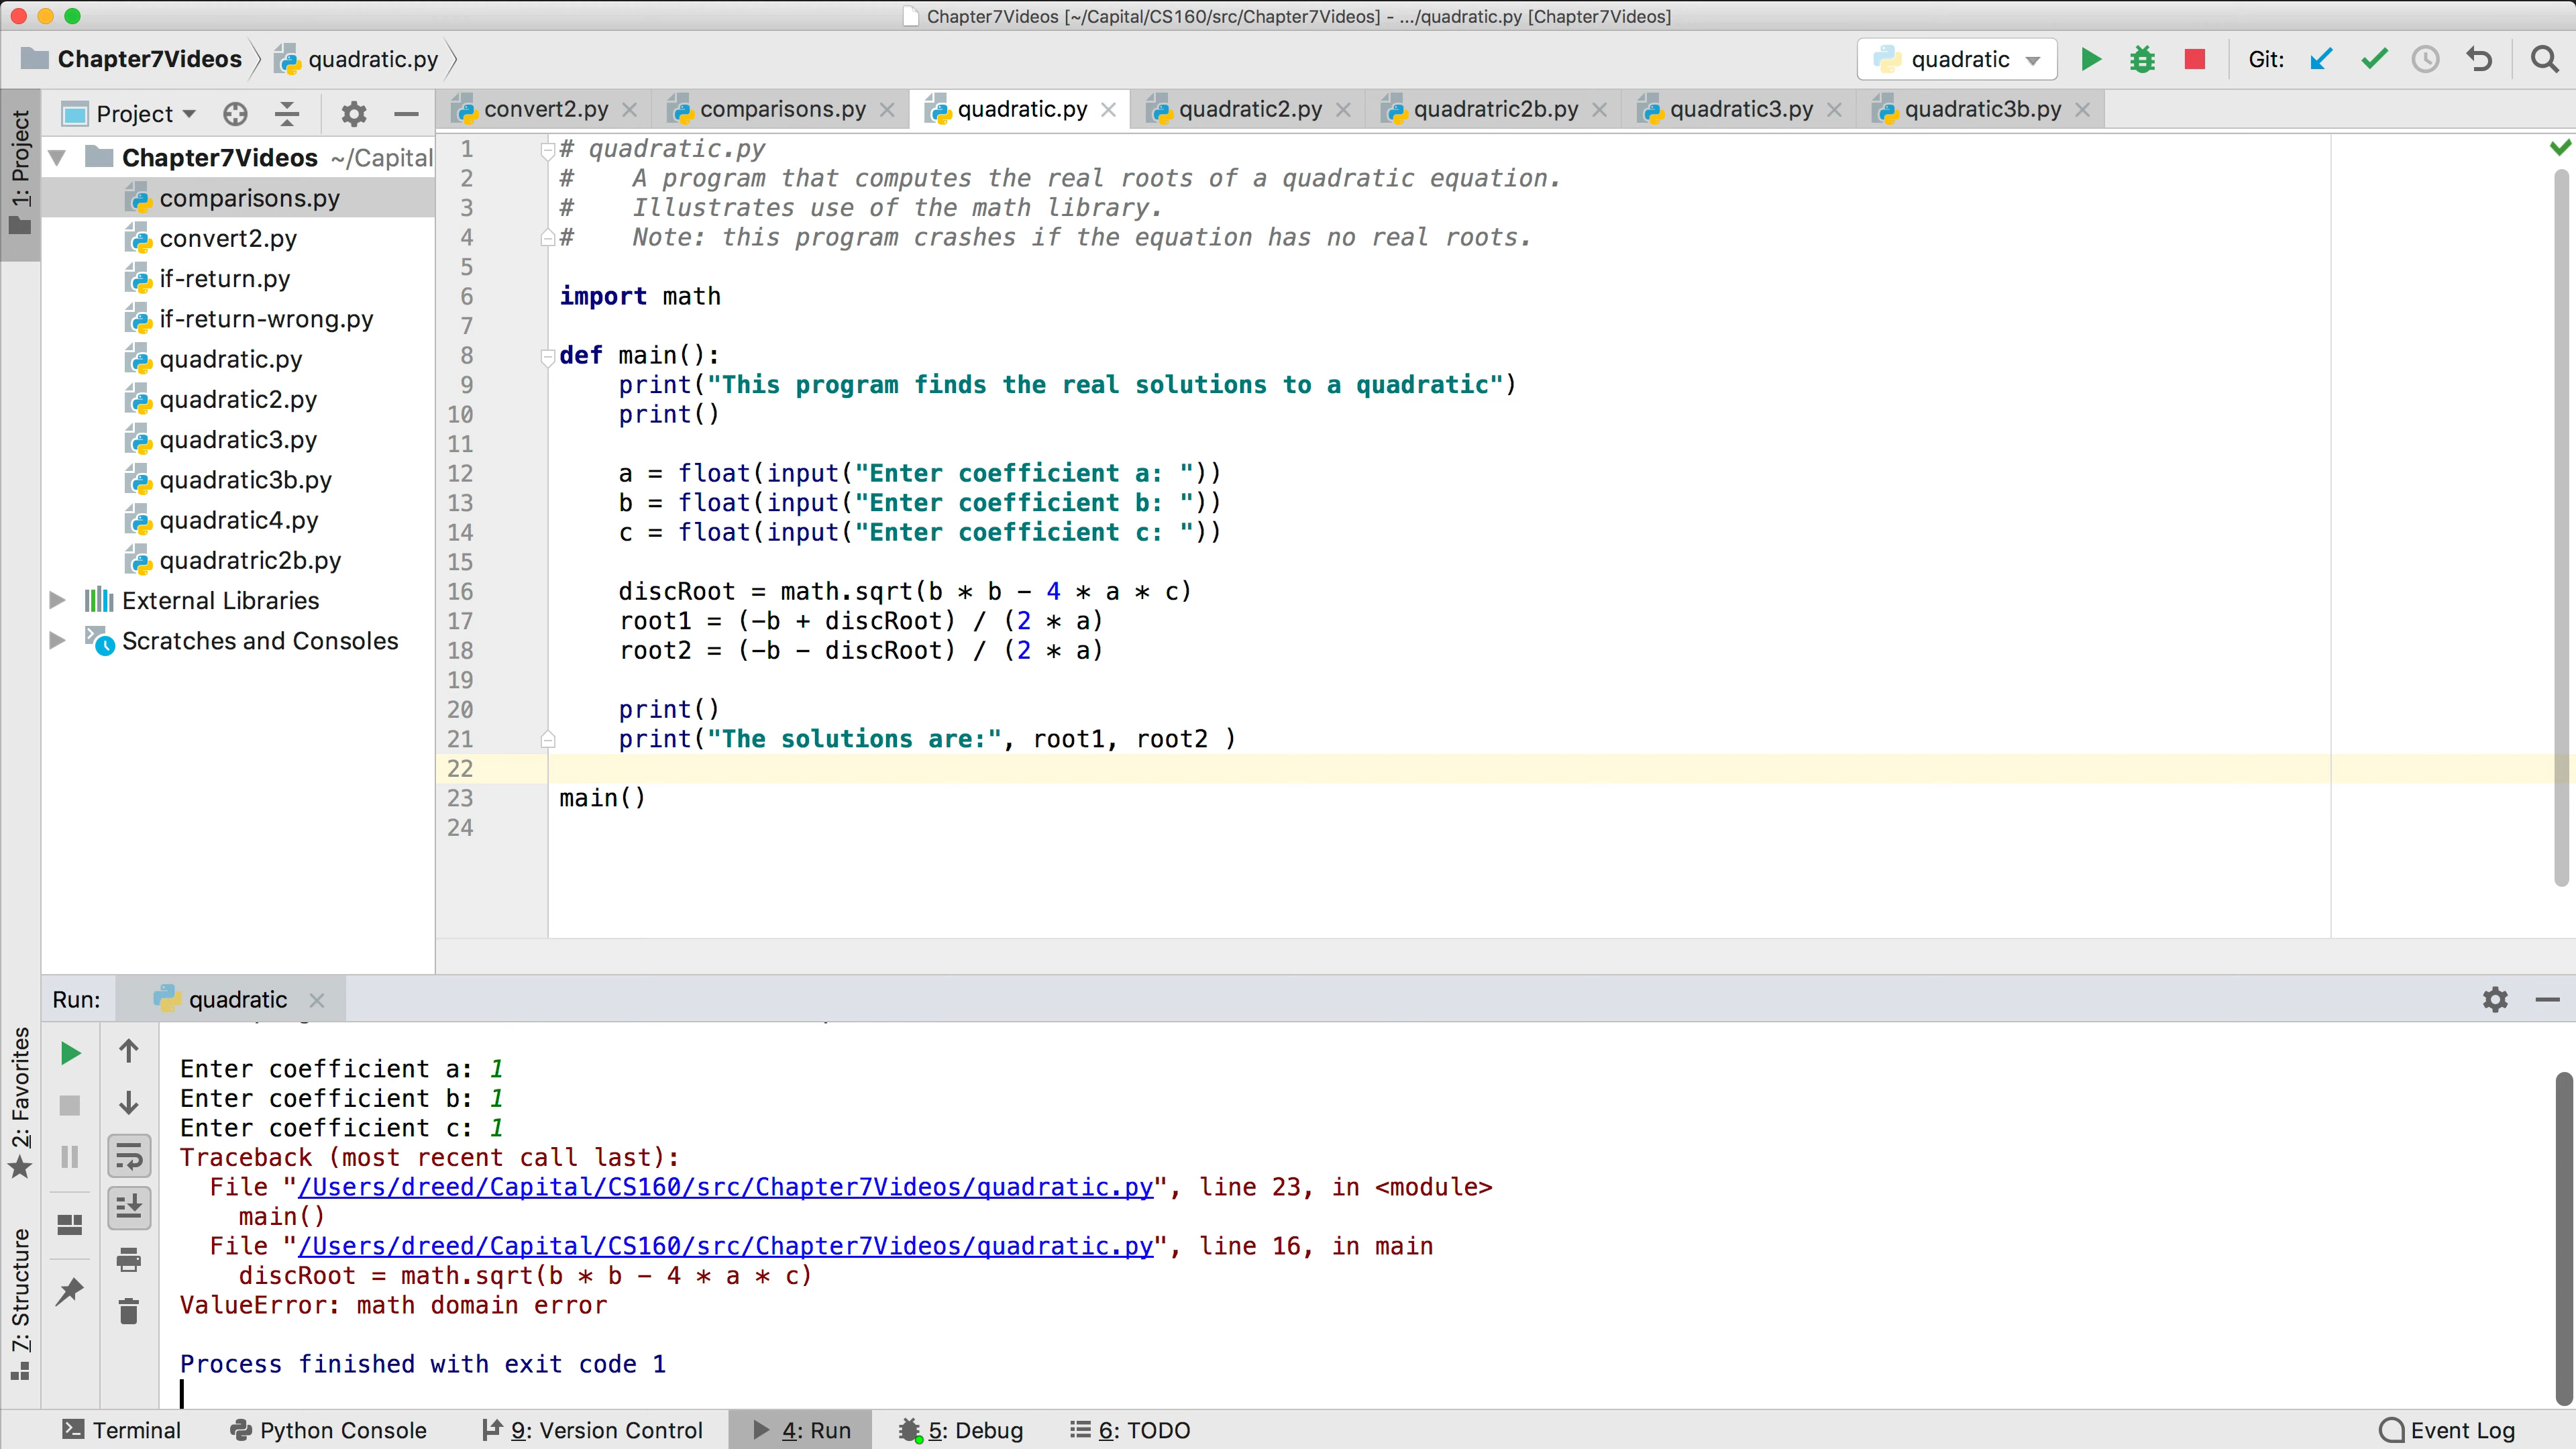 Chapter7Videos [~/Capital/CS160/src/Chapter7Videos] - .../quadratic.py [Chapter7Videos]
Chapter7Videos quadratic.py quadratic Git:
1: Project
Project
convert2.py comparisons.py quadratic.py quadratic2.py quadratric2b.py quadratic3.py quadratic3b.py
Chapter7Videos ~/Capital
comparisons.py
convert2.py
if-return.py
if-return-wrong.py
quadratic.py
quadratic2.py
quadratic3.py
quadratic3b.py
quadratic4.py
quadratric2b.py
External Libraries
Scratches and Consoles
1 # quadratic.py
2 #    A program that computes the real roots of a quadratic equation.
3 #    Illustrates use of the math library.
4 #    Note: this program crashes if the equation has no real roots.
5
6 import math
7
8 def main():
9     print("This program finds the real solutions to a quadratic")
10     print()
11
12     a = float(input("Enter coefficient a: "))
13     b = float(input("Enter coefficient b: "))
14     c = float(input("Enter coefficient c: "))
15
16     discRoot = math.sqrt(b * b - 4 * a * c)
17     root1 = (-b + discRoot) / (2 * a)
18     root2 = (-b - discRoot) / (2 * a)
19
20     print()
21     print("The solutions are:", root1, root2 )
22
23 main()
24
Run: quadratic
2: Favorites
7: Structure
Enter coefficient a: 1
Enter coefficient b: 1
Enter coefficient c: 1
Traceback (most recent call last):
  File "/Users/dreed/Capital/CS160/src/Chapter7Videos/quadratic.py", line 23, in <module>
    main()
  File "/Users/dreed/Capital/CS160/src/Chapter7Videos/quadratic.py", line 16, in main
    discRoot = math.sqrt(b * b - 4 * a * c)
ValueError: math domain error
Process finished with exit code 1
Terminal Python Console 9: Version Control 4: Run 5: Debug 6: TODO Event Log